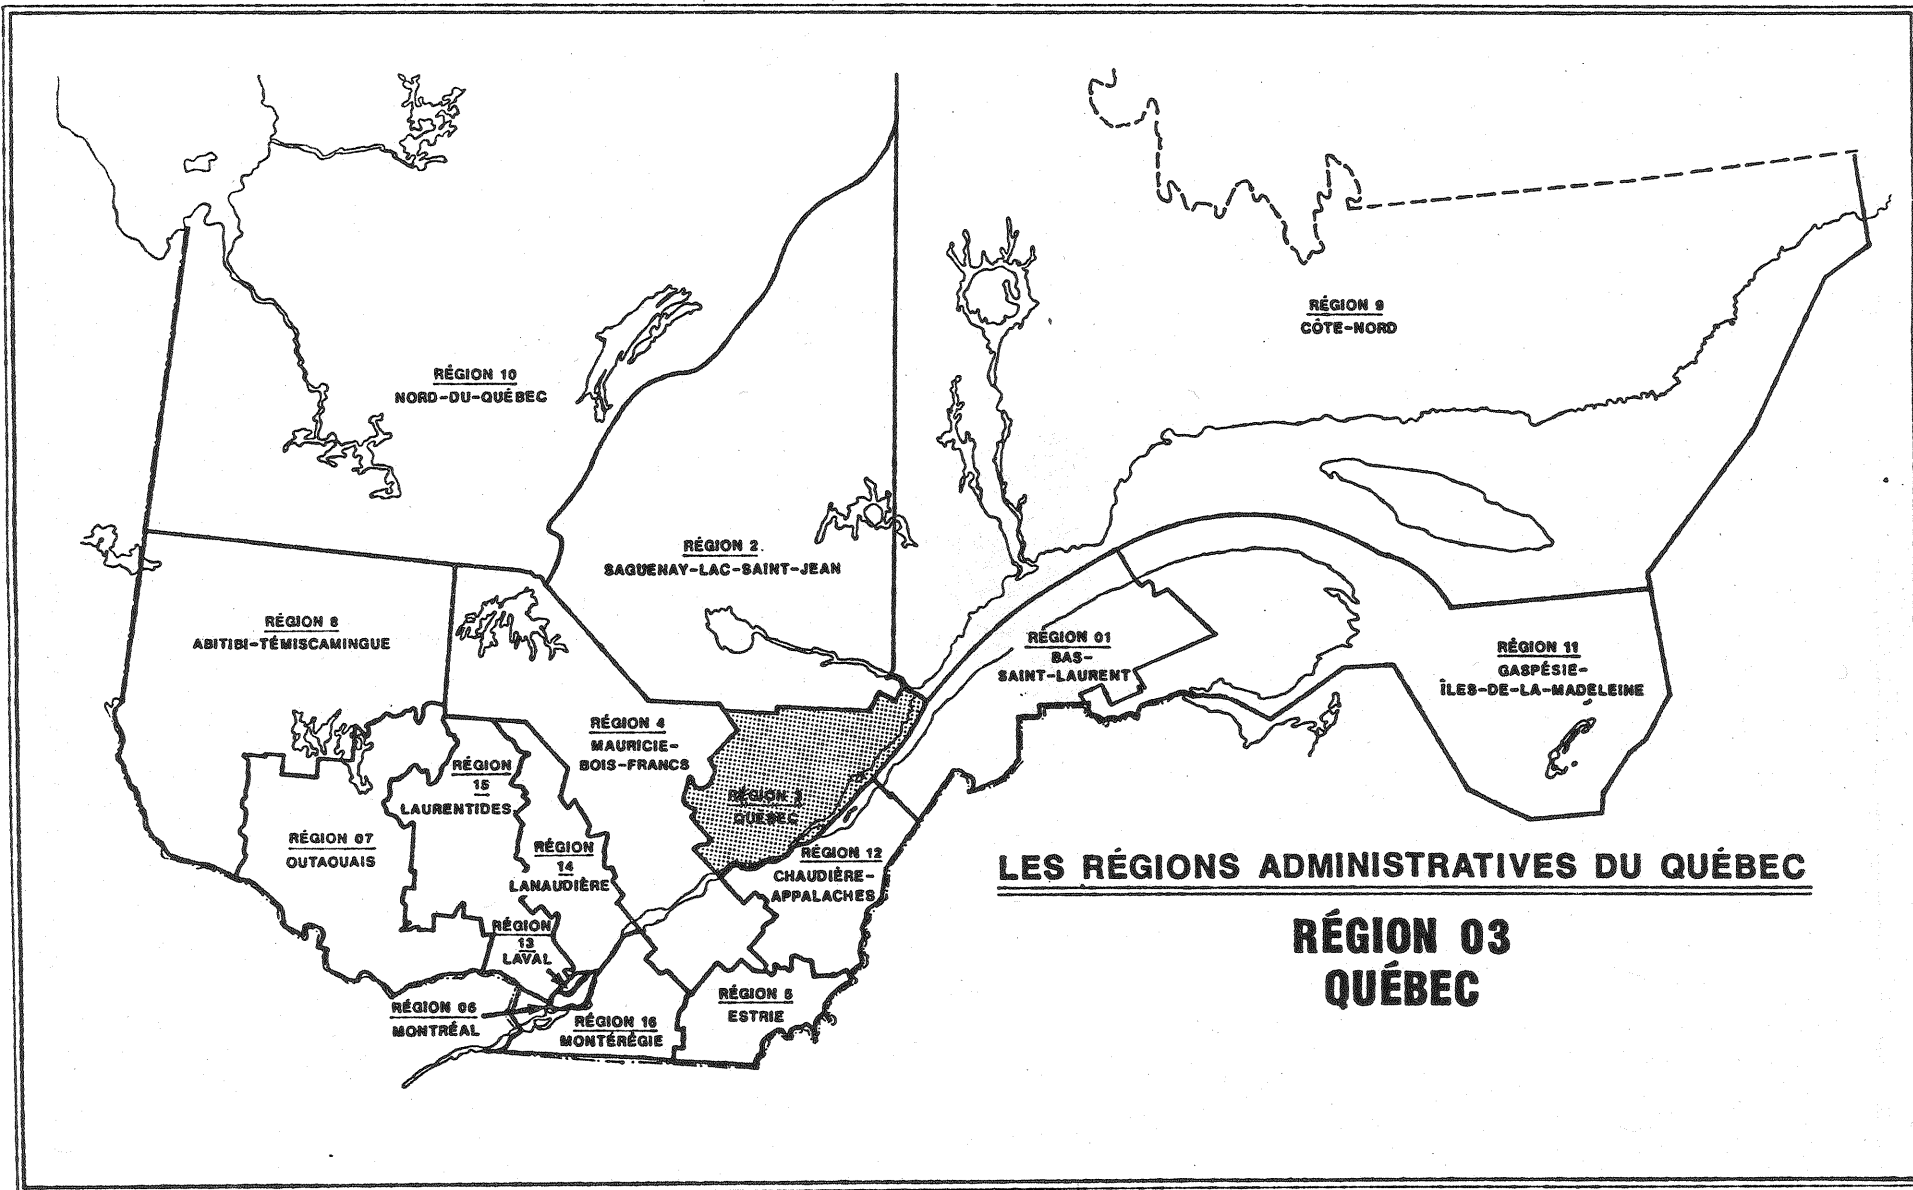 RÉGION 9
CÔTE-NORD
RÉGION 10
NORD-DU-QUÉBEC
RÉGION 2
SAGUENAY-LAC-SAINT-JEAN
RÉGION 8
ABITIBI-TÉMISCAMINGUE
RÉGION 01
BAS-
SAINT-LAURENT
RÉGION 11
GASPÉSIE-
ÎLES-DE-LA-MADELEINE
RÉGION 4
MAURICIE-
BOIS-FRANCS
RÉGION
15
LAURENTIDES
RÉGION 3
QUÉBEC
RÉGION 07
OUTAOUAIS
RÉGION
14
LANAUDIÈRE
RÉGION 12
CHAUDIÈRE-
APPALACHES
RÉGION
13
LAVAL
RÉGION 06
MONTRÉAL
RÉGION 16
MONTÉRÉGIE
RÉGION 5
ESTRIE
LES RÉGIONS ADMINISTRATIVES DU QUÉBEC
RÉGION 03
QUÉBEC